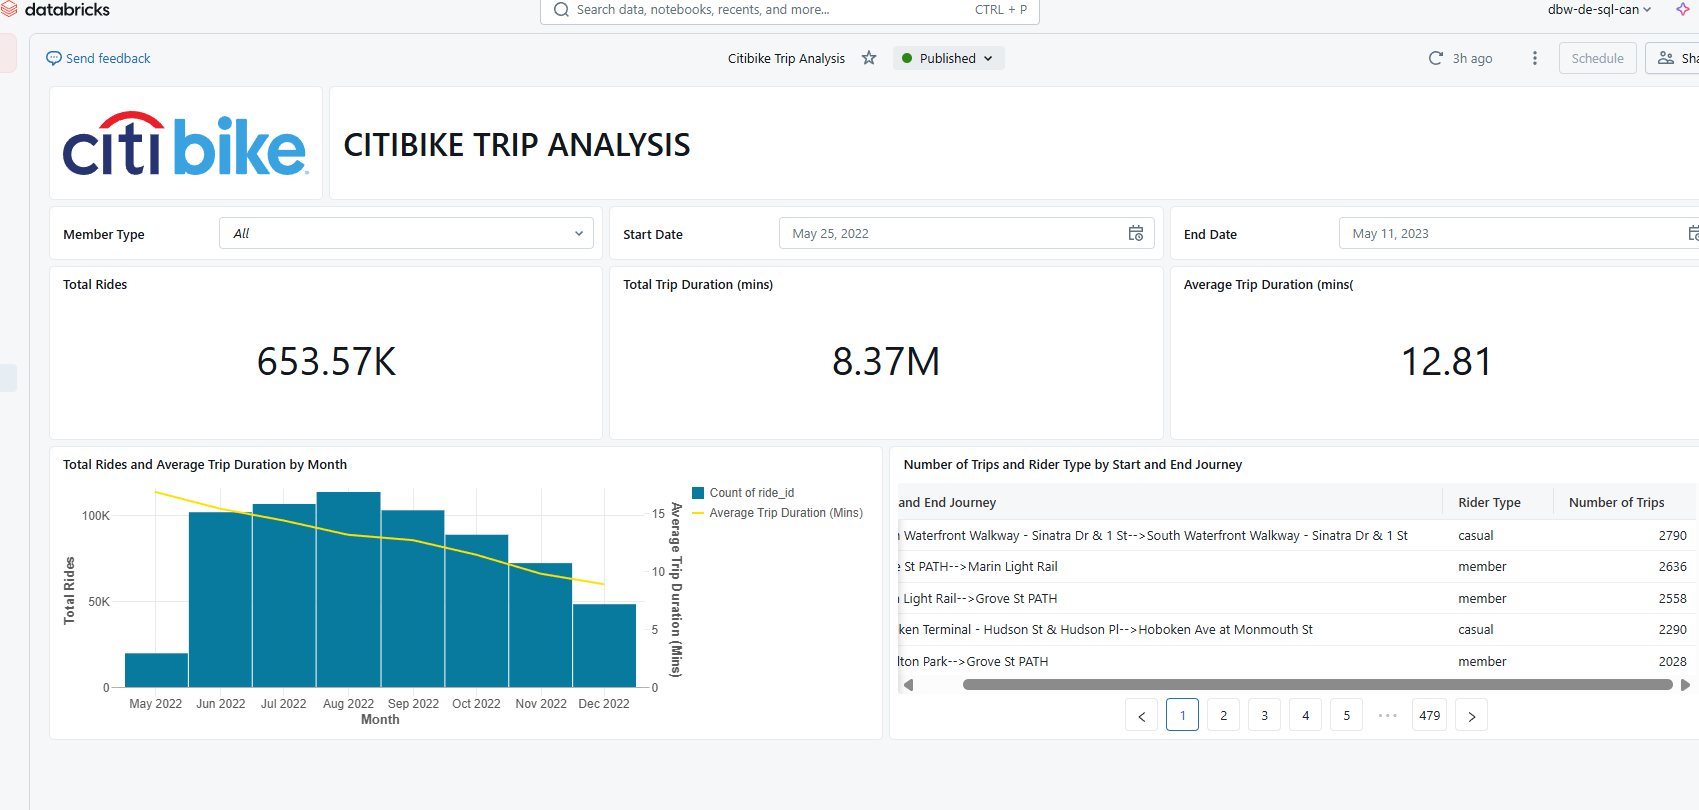 databricks
Search data, notebooks, recents, and more...
CTRL + P
dbw-de-sql-can
Send feedback
Citibike Trip Analysis
Published
3h ago
Schedule
Sha
citi bike
CITIBIKE TRIP ANALYSIS
Member Type
All
Start Date
May 25, 2022
End Date
May 11, 2023
Total Rides
653.57K
Total Trip Duration (mins)
8.37M
Average Trip Duration (mins(
12.81
Total Rides and Average Trip Duration by Month
Count of ride_id
Average Trip Duration (Mins)
Total Rides
100K
50K
0
15
10
5
0
Average Trip Duration (Mins)
May 2022 Jun 2022 Jul 2022 Aug 2022 Sep 2022 Oct 2022 Nov 2022 Dec 2022
Month
Number of Trips and Rider Type by Start and End Journey
and End Journey Rider Type Number of Trips
Waterfront Walkway - Sinatra Dr & 1 St-->South Waterfront Walkway - Sinatra Dr & 1 St casual 2790
St PATH-->Marin Light Rail member 2636
Light Rail-->Grove St PATH member 2558
ken Terminal - Hudson St & Hudson Pl-->Hoboken Ave at Monmouth St casual 2290
lton Park-->Grove St PATH member 2028
< 1 2 3 4 5 ••• 479 >